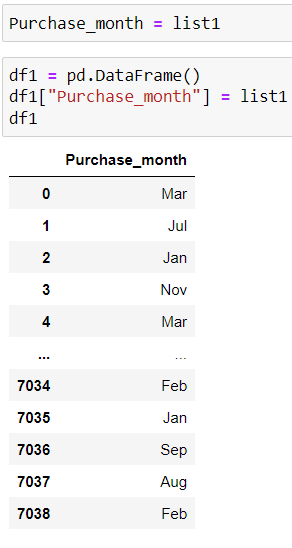 Purchase_month = list1
df1 = pd.DataFrame()
df1["Purchase_month"] = list1
df1
Purchase_month
0 Mar
1 Jul
2 Jan
3 Nov
4 Mar
... ...
7034 Feb
7035 Jan
7036 Sep
7037 Aug
7038 Feb